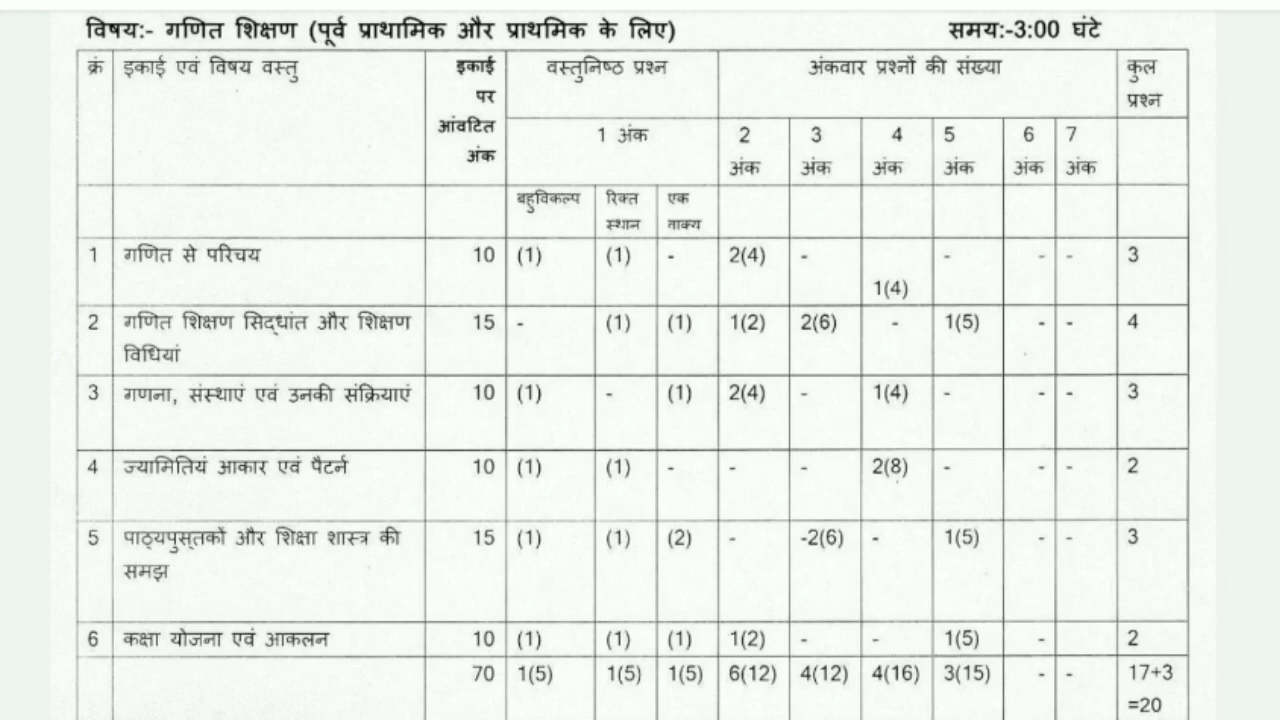 विषय:- गणित शिक्षण (पूर्व प्राथामिक और प्राथमिक के लिए) समय:-3:00 घंटे
क्रं इकाई एवं विषय वस्तु इकाई पर आंवटित अंक वस्तुनिष्ठ प्रश्न अंकवार प्रश्नों की संख्या कुल प्रश्न
1 अंक 2 अंक 3 अंक 4 अंक 5 अंक 6 अंक 7 अंक
बहुविकल्प रिक्त स्थान एक वाक्य
1 गणित से परिचय 10 (1) (1) - 2(4) - 1(4) - - - 3
2 गणित शिक्षण सिद्धांत और शिक्षण विधियां 15 - (1) (1) 1(2) 2(6) - 1(5) - - 4
3 गणना, संस्थाएं एवं उनकी संक्रियाएं 10 (1) - (1) 2(4) - 1(4) - - - 3
4 ज्यामितियं आकार एवं पैटर्न 10 (1) (1) - - - 2(8) - - - 2
5 पाठ्यपुस्तकों और शिक्षा शास्त्र की समझ 15 (1) (1) (2) - -2(6) - 1(5) - - 3
6 कक्षा योजना एवं आकलन 10 (1) (1) (1) 1(2) - - 1(5) - 2
70 1(5) 1(5) 1(5) 6(12) 4(12) 4(16) 3(15) - - 17+3 =20